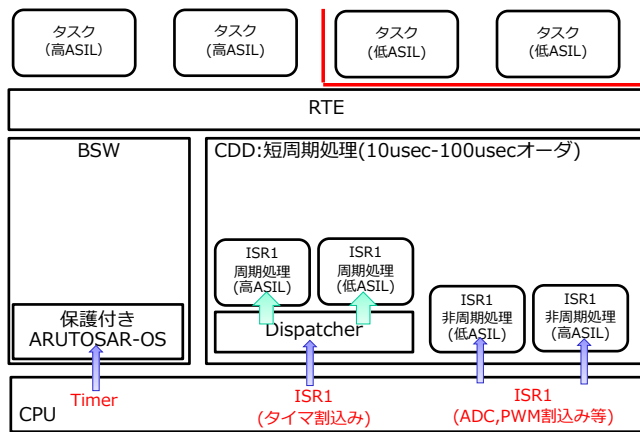 タスク
(高ASIL)
タスク
(高ASIL)
タスク
(低ASIL)
タスク
(低ASIL)
RTE
BSW
CDD:短周期処理(10usec-100usecオーダ)
ISR1
周期処理
(高ASIL)
ISR1
周期処理
(低ASIL)
ISR1
非周期処理
(低ASIL)
ISR1
非周期処理
(高ASIL)
保護付き
ARUTOSAR-OS
Dispatcher
CPU
Timer
ISR1
(タイマ割込み)
ISR1
(ADC,PWM割込み等)